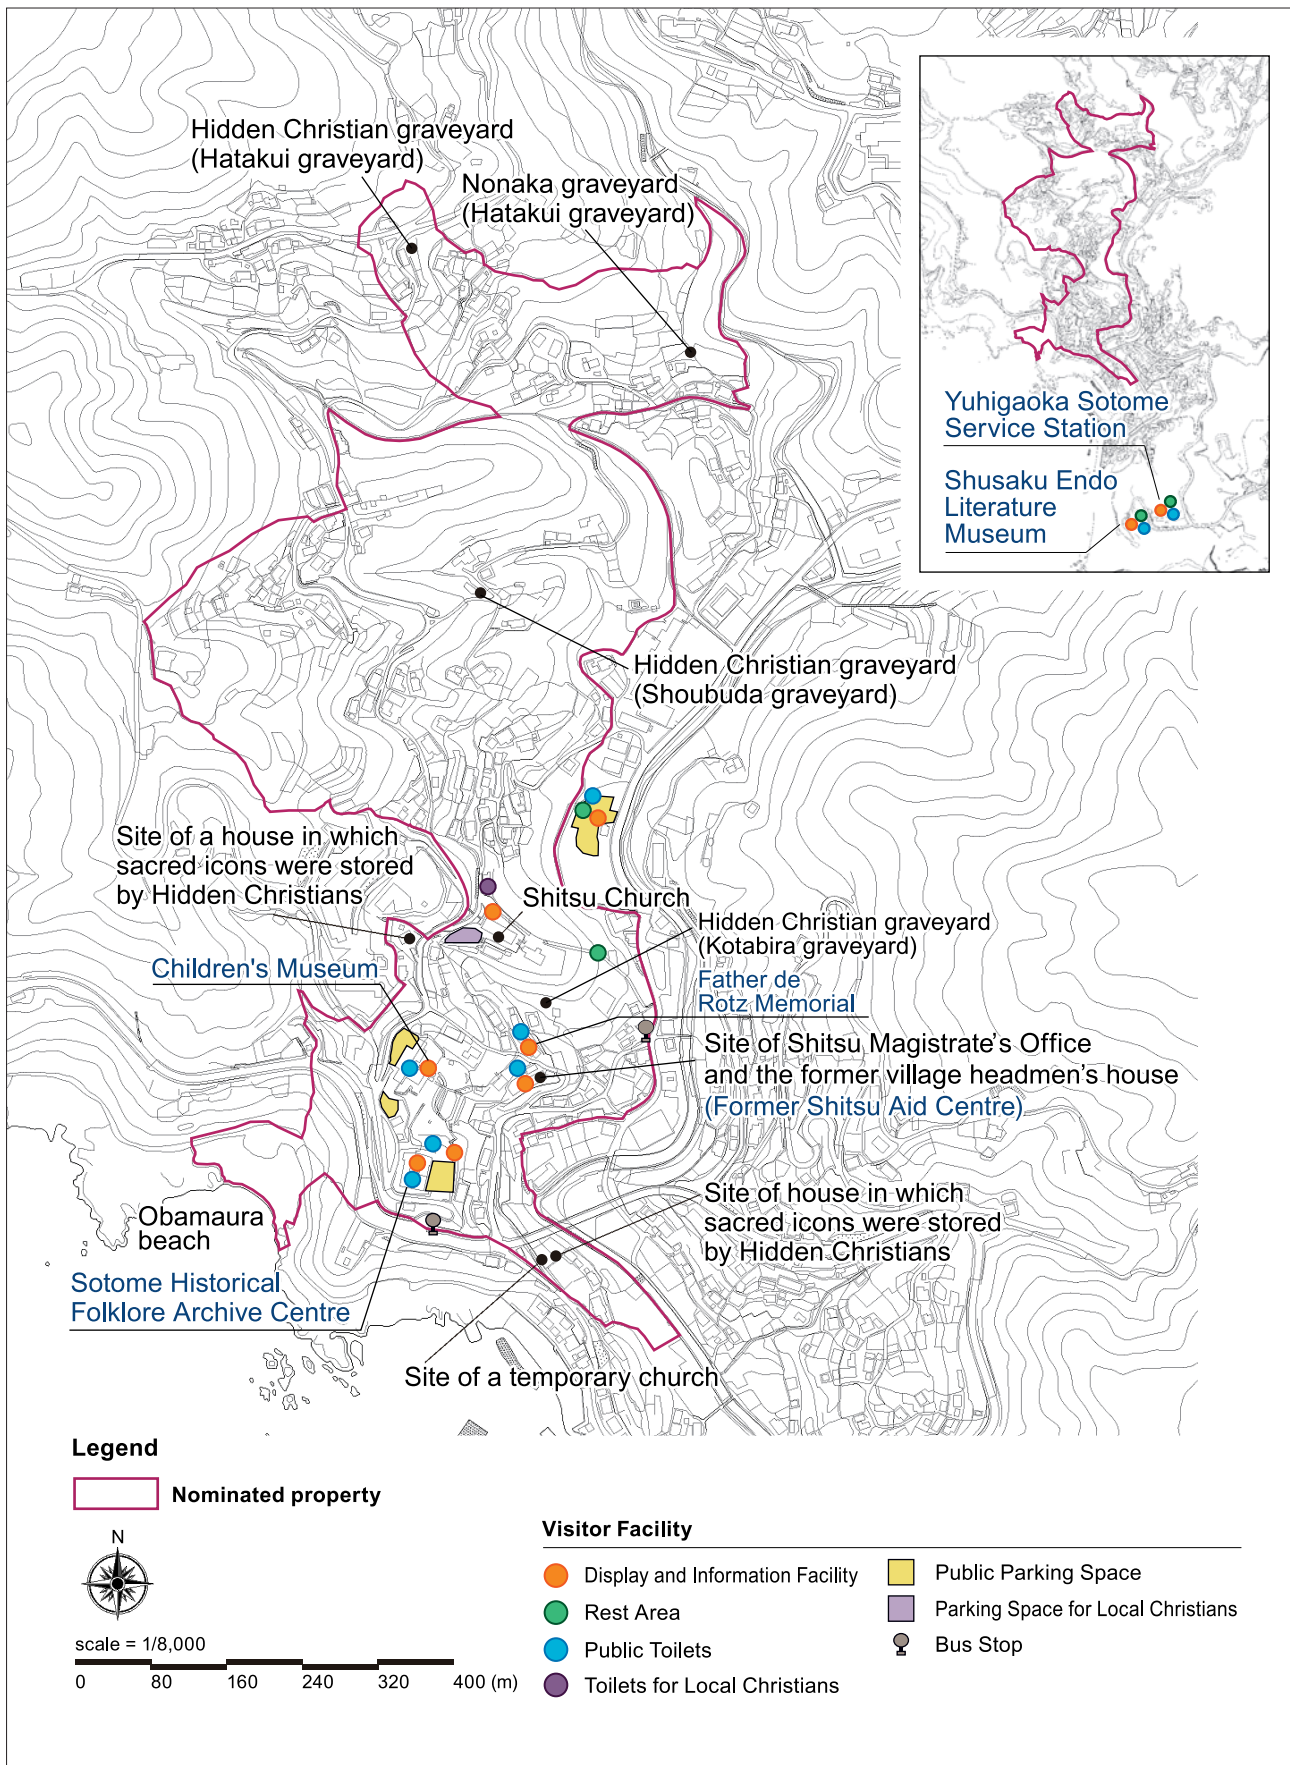 Hidden Christian graveyard
(Hatakui graveyard)
Nonaka graveyard
(Hatakui graveyard)
Yuhigaoka Sotome
Service Station
Shusaku Endo
Literature
Museum
Hidden Christian graveyard
(Shoubuda graveyard)
Site of a house in which
sacred icons were stored
by Hidden Christians
Shitsu Church
Hidden Christian graveyard
(Kotabira graveyard)
Children's Museum
Father de
Rotz Memorial
Site of Shitsu Magistrate's Office
and the former village headmen's house
(Former Shitsu Aid Centre)
Site of house in which
sacred icons were stored
by Hidden Christians
Obamaura
beach
Sotome Historical
Folklore Archive Centre
Site of a temporary church
Legend
Nominated property
N
scale = 1/8,000
0 80 160 240 320 400 (m)
Visitor Facility
Display and Information Facility
Rest Area
Public Toilets
Toilets for Local Christians
Public Parking Space
Parking Space for Local Christians
Bus Stop